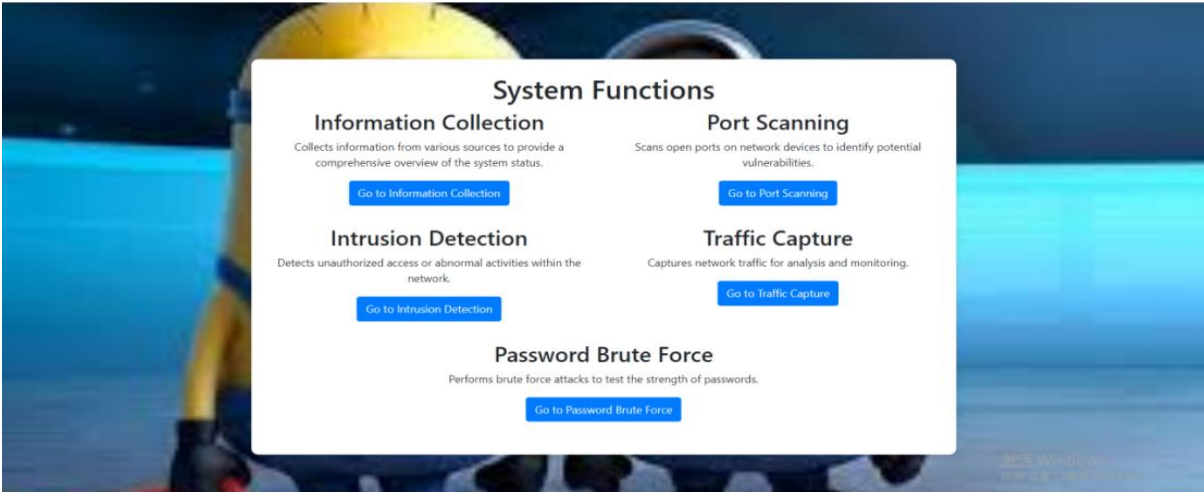 System Functions
Information Collection
Collects information from various sources to provide a
comprehensive overview of the system status.
Go to Information Collection
Port Scanning
Scans open ports on network devices to identify potential
vulnerabilities.
Go to Port Scanning
Intrusion Detection
Detects unauthorized access or abnormal activities within the
network.
Go to Intrusion Detection
Traffic Capture
Captures network traffic for analysis and monitoring.
Go to Traffic Capture
Password Brute Force
Performs brute force attacks to test the strength of passwords.
Go to Password Brute Force
激活 Windows